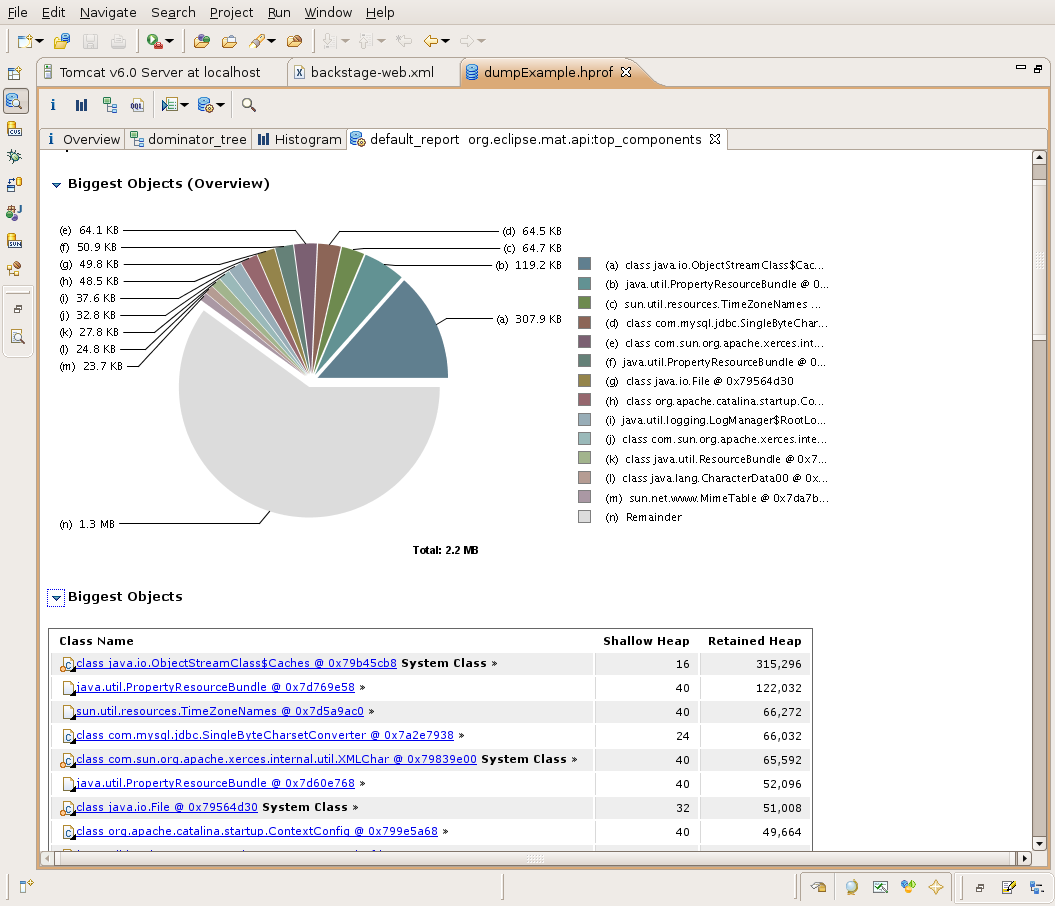 File Edit Navigate Search Project Run Window Help
Tomcat v6.0 Server at localhost backstage-web.xml dumpExample.hprof
Overview dominator_tree Histogram default_report org.eclipse.mat.api:top_components
Biggest Objects (Overview)
(e) 64.1 KB
(f) 50.9 KB
(g) 49.8 KB
(h) 48.5 KB
(i) 37.6 KB
(j) 32.8 KB
(k) 27.8 KB
(l) 24.8 KB
(m) 23.7 KB
(n) 1.3 MB
(d) 64.5 KB
(c) 64.7 KB
(b) 119.2 KB
(a) 307.9 KB
(a) class java.io.ObjectStreamClass$Cac...
(b) java.util.PropertyResourceBundle @ 0...
(c) sun.util.resources.TimeZoneNames ...
(d) class com.mysql.jdbc.SingleByteChar...
(e) class com.sun.org.apache.xerces.int...
(f) java.util.PropertyResourceBundle @ 0...
(g) class java.io.File @ 0x79564d30
(h) class org.apache.catalina.startup.Co...
(i) java.util.logging.LogManager$RootLo...
(j) class com.sun.org.apache.xerces.inte...
(k) class java.util.ResourceBundle @ 0x7...
(l) class java.lang.CharacterData00 @ 0x...
(m) sun.net.www.MimeTable @ 0x7da7b...
(n) Remainder
Total: 2.2 MB
Biggest Objects
Class Name Shallow Heap Retained Heap
class java.io.ObjectStreamClass$Caches @ 0x79b45cb8 System Class » 16 315,296
java.util.PropertyResourceBundle @ 0x7d769e58 » 40 122,032
sun.util.resources.TimeZoneNames @ 0x7d5a9ac0 » 40 66,272
class com.mysql.jdbc.SingleByteCharsetConverter @ 0x7a2e7938 » 24 66,032
class com.sun.org.apache.xerces.internal.util.XMLChar @ 0x79839e00 System Class » 40 65,592
java.util.PropertyResourceBundle @ 0x7d60e768 » 40 52,096
class java.io.File @ 0x79564d30 System Class » 32 51,008
class org.apache.catalina.startup.ContextConfig @ 0x799e5a68 » 40 49,664